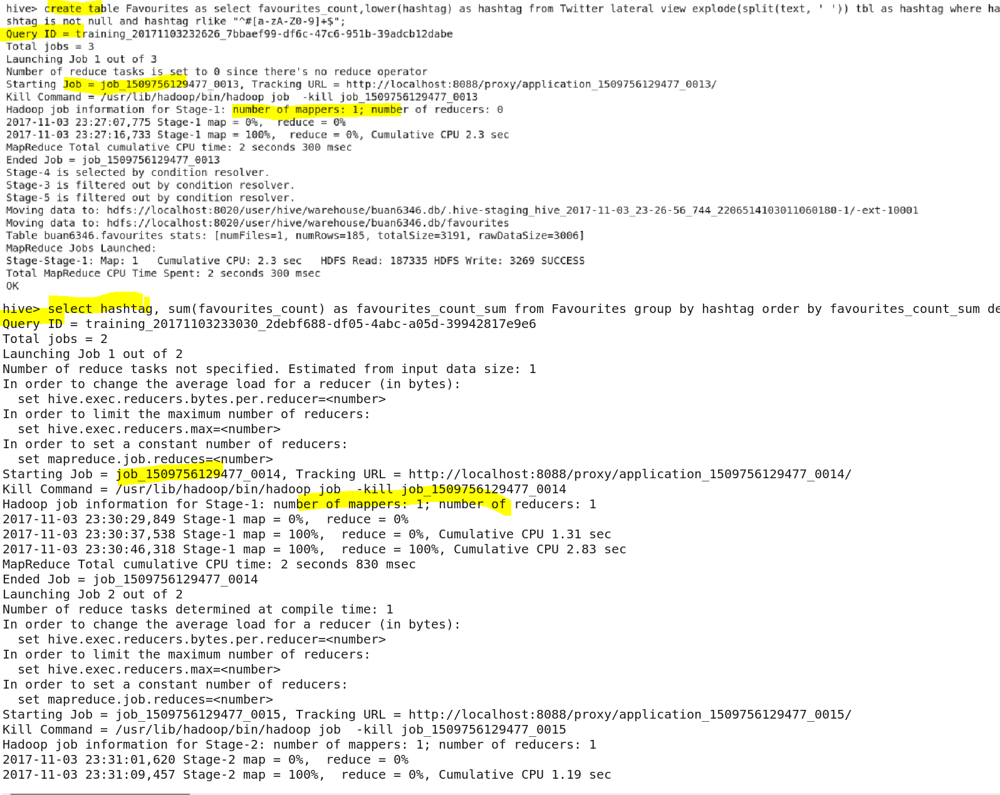 hive> create table Favourites as select favourites_count,lower(hashtag) as hashtag from Twitter lateral view explode(split(text, ' ')) tbl as hashtag where ha
shtag is not null and hashtag rlike "^#[a-zA-Z0-9]+$";
Query ID = training_20171103232626_7bbaef99-df6c-47c6-951b-39adcb12dabe
Total jobs = 3
Launching Job 1 out of 3
Number of reduce tasks is set to 0 since there's no reduce operator
Starting Job = job_1509756129477_0013, Tracking URL = http://localhost:8088/proxy/application_1509756129477_0013/
Kill Command = /usr/lib/hadoop/bin/hadoop job  -kill job_1509756129477_0013
Hadoop job information for Stage-1: number of mappers: 1; number of reducers: 0
2017-11-03 23:27:07,775 Stage-1 map = 0%,  reduce = 0%
2017-11-03 23:27:16,733 Stage-1 map = 100%,  reduce = 0%, Cumulative CPU 2.3 sec
MapReduce Total cumulative CPU time: 2 seconds 300 msec
Ended Job = job_1509756129477_0013
Stage-4 is selected by condition resolver.
Stage-3 is filtered out by condition resolver.
Stage-5 is filtered out by condition resolver.
Moving data to: hdfs://localhost:8020/user/hive/warehouse/buan6346.db/.hive-staging_hive_2017-11-03_23-26-56_744_2206514103011060180-1/-ext-10001
Moving data to: hdfs://localhost:8020/user/hive/warehouse/buan6346.db/favourites
Table buan6346.favourites stats: [numFiles=1, numRows=185, totalSize=3191, rawDataSize=3006]
MapReduce Jobs Launched:
Stage-Stage-1: Map: 1   Cumulative CPU: 2.3 sec   HDFS Read: 187335 HDFS Write: 3269 SUCCESS
Total MapReduce CPU Time Spent: 2 seconds 300 msec
OK
hive> select hashtag, sum(favourites_count) as favourites_count_sum from Favourites group by hashtag order by favourites_count_sum de
Query ID = training_20171103233030_2debf688-df05-4abc-a05d-39942817e9e6
Total jobs = 2
Launching Job 1 out of 2
Number of reduce tasks not specified. Estimated from input data size: 1
In order to change the average load for a reducer (in bytes):
  set hive.exec.reducers.bytes.per.reducer=<number>
In order to limit the maximum number of reducers:
  set hive.exec.reducers.max=<number>
In order to set a constant number of reducers:
  set mapreduce.job.reduces=<number>
Starting Job = job_1509756129477_0014, Tracking URL = http://localhost:8088/proxy/application_1509756129477_0014/
Kill Command = /usr/lib/hadoop/bin/hadoop job  -kill job_1509756129477_0014
Hadoop job information for Stage-1: number of mappers: 1; number of reducers: 1
2017-11-03 23:30:29,849 Stage-1 map = 0%,  reduce = 0%
2017-11-03 23:30:37,538 Stage-1 map = 100%,  reduce = 0%, Cumulative CPU 1.31 sec
2017-11-03 23:30:46,318 Stage-1 map = 100%,  reduce = 100%, Cumulative CPU 2.83 sec
MapReduce Total cumulative CPU time: 2 seconds 830 msec
Ended Job = job_1509756129477_0014
Launching Job 2 out of 2
Number of reduce tasks determined at compile time: 1
In order to change the average load for a reducer (in bytes):
  set hive.exec.reducers.bytes.per.reducer=<number>
In order to limit the maximum number of reducers:
  set hive.exec.reducers.max=<number>
In order to set a constant number of reducers:
  set mapreduce.job.reduces=<number>
Starting Job = job_1509756129477_0015, Tracking URL = http://localhost:8088/proxy/application_1509756129477_0015/
Kill Command = /usr/lib/hadoop/bin/hadoop job  -kill job_1509756129477_0015
Hadoop job information for Stage-2: number of mappers: 1; number of reducers: 1
2017-11-03 23:31:01,620 Stage-2 map = 0%,  reduce = 0%
2017-11-03 23:31:09,457 Stage-2 map = 100%,  reduce = 0%, Cumulative CPU 1.19 sec